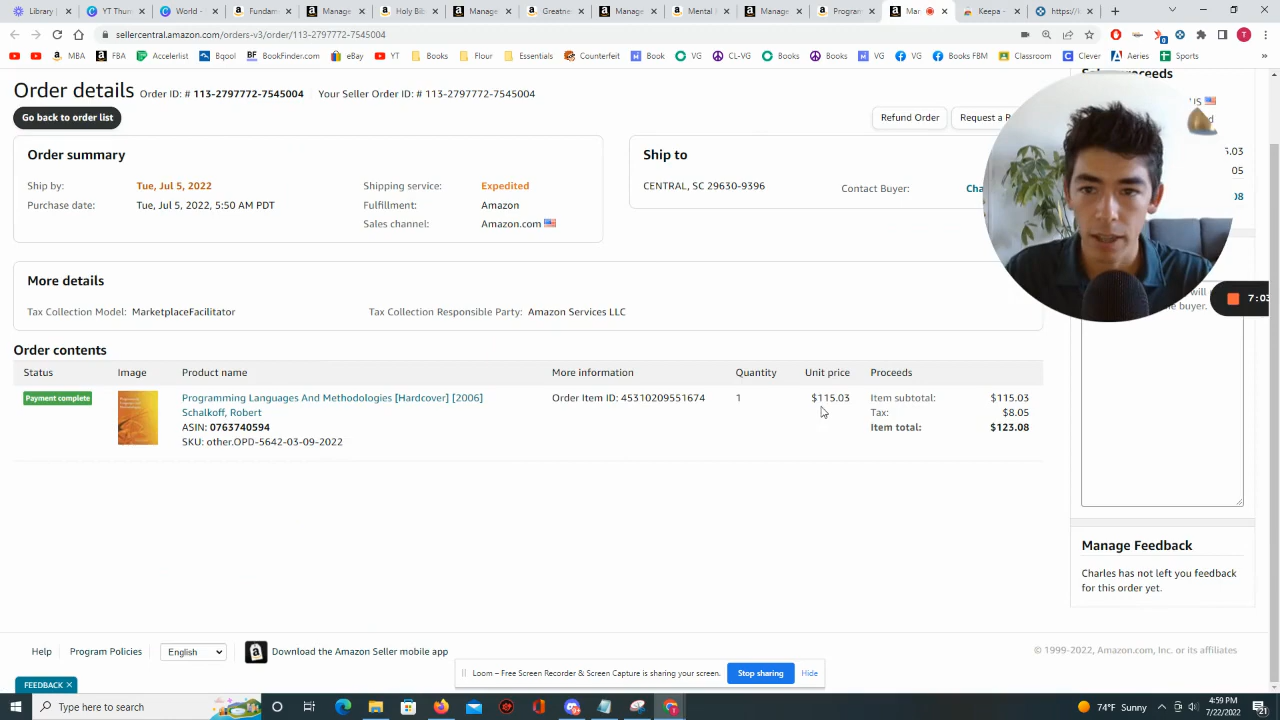 Fundam
Manage
Holy Bib
Manage
Greatne
Manage
Mental
Manage
Program
Mar
Keepa -
https://
YT Thun
World -
sellercentral.amazon.com/orders-v3/order/113-2797772-7545004
MBA
FBA
Accelerlist
Bqool
BookFinder.com
eBay
YT
Books
Flour
Essentials
Counterfeit
VG
CL-VG
Books
Books
VG
Books FBM
Classroom
Clever
Aeries
Sports
Order details
Order ID: # 113-2797772-7545004
Your Seller Order ID: # 113-2797772-7545004
Go back to order list
Refund Order
Request a R
Order summary
Ship by:
Tue, Jul 5, 2022
Shipping service:
Expedited
Purchase date:
Tue, Jul 5, 2022, 5:50 AM PDT
Fulfillment:
Amazon
Sales channel:
Amazon.com
Ship to
CENTRAL, SC 29630-9396
Contact Buyer:
Cha
More details
Tax Collection Model: MarketplaceFacilitator
Tax Collection Responsible Party: Amazon Services LLC
Order contents
Status
Image
Product name
More information
Quantity
Unit price
Proceeds
Payment complete
Programming Languages And Methodologies [Hardcover] [2006]
Schalkoff, Robert
ASIN: 0763740594
SKU: other.OPD-5642-03-09-2022
Order Item ID: 45310209551674
1
$115.03
Item subtotal:
$115.03
Tax:
$8.05
Item total:
$123.08
7:03
Manage Feedback
Charles has not left you feedback
for this order yet.
Help
Program Policies
English
Download the Amazon Seller mobile app
© 1999-2022, Amazon.com, Inc. or its affiliates
Loom – Free Screen Recorder & Screen Capture is sharing your screen.
Stop sharing
Hide
FEEDBACK ×
Type here to search
74°F Sunny
4:59 PM
7/22/2022